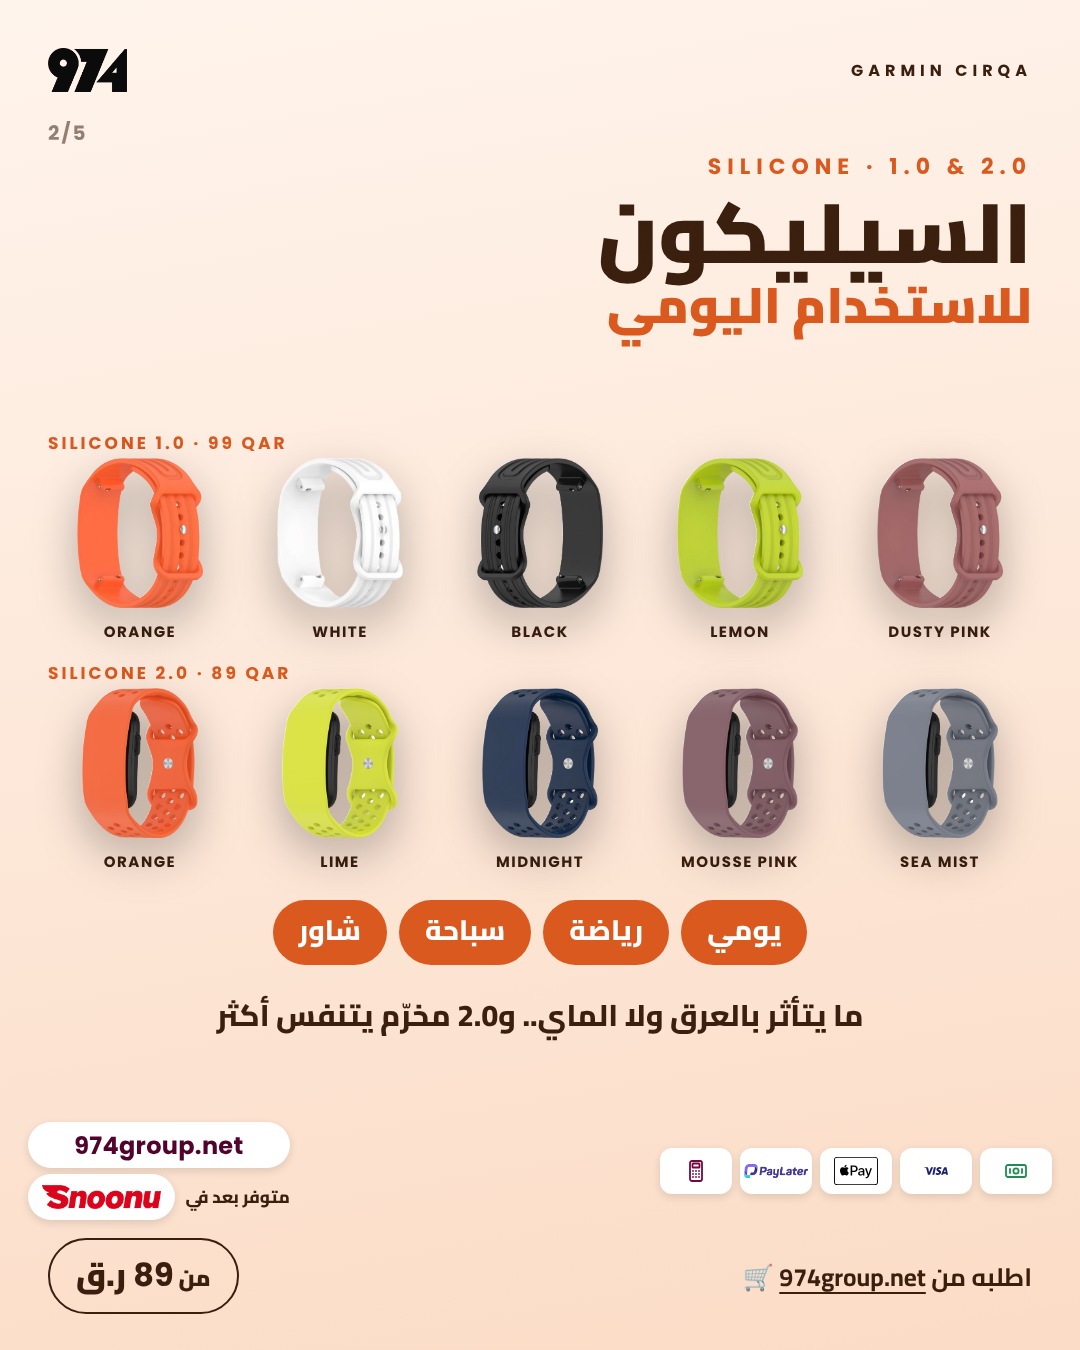 974
GARMIN CIRQA
2/5
SILICONE · 1.0 & 2.0
السيليكون
للاستخدام اليومي
SILICONE 1.0 · 99 QAR
ORANGE
WHITE
BLACK
LEMON
DUSTY PINK
SILICONE 2.0 · 89 QAR
ORANGE
LIME
MIDNIGHT
MOUSSE PINK
SEA MIST
يومي
رياضة
سباحة
شاور
ما يتأثر بالعرق ولا الماي.. و2.0 مخرّم يتنفس أكثر
974group.net
متوفر بعد في Snoonu
PayLater
Pay
VISA
من 89 ر.ق
اطلبه من 974group.net 🛒